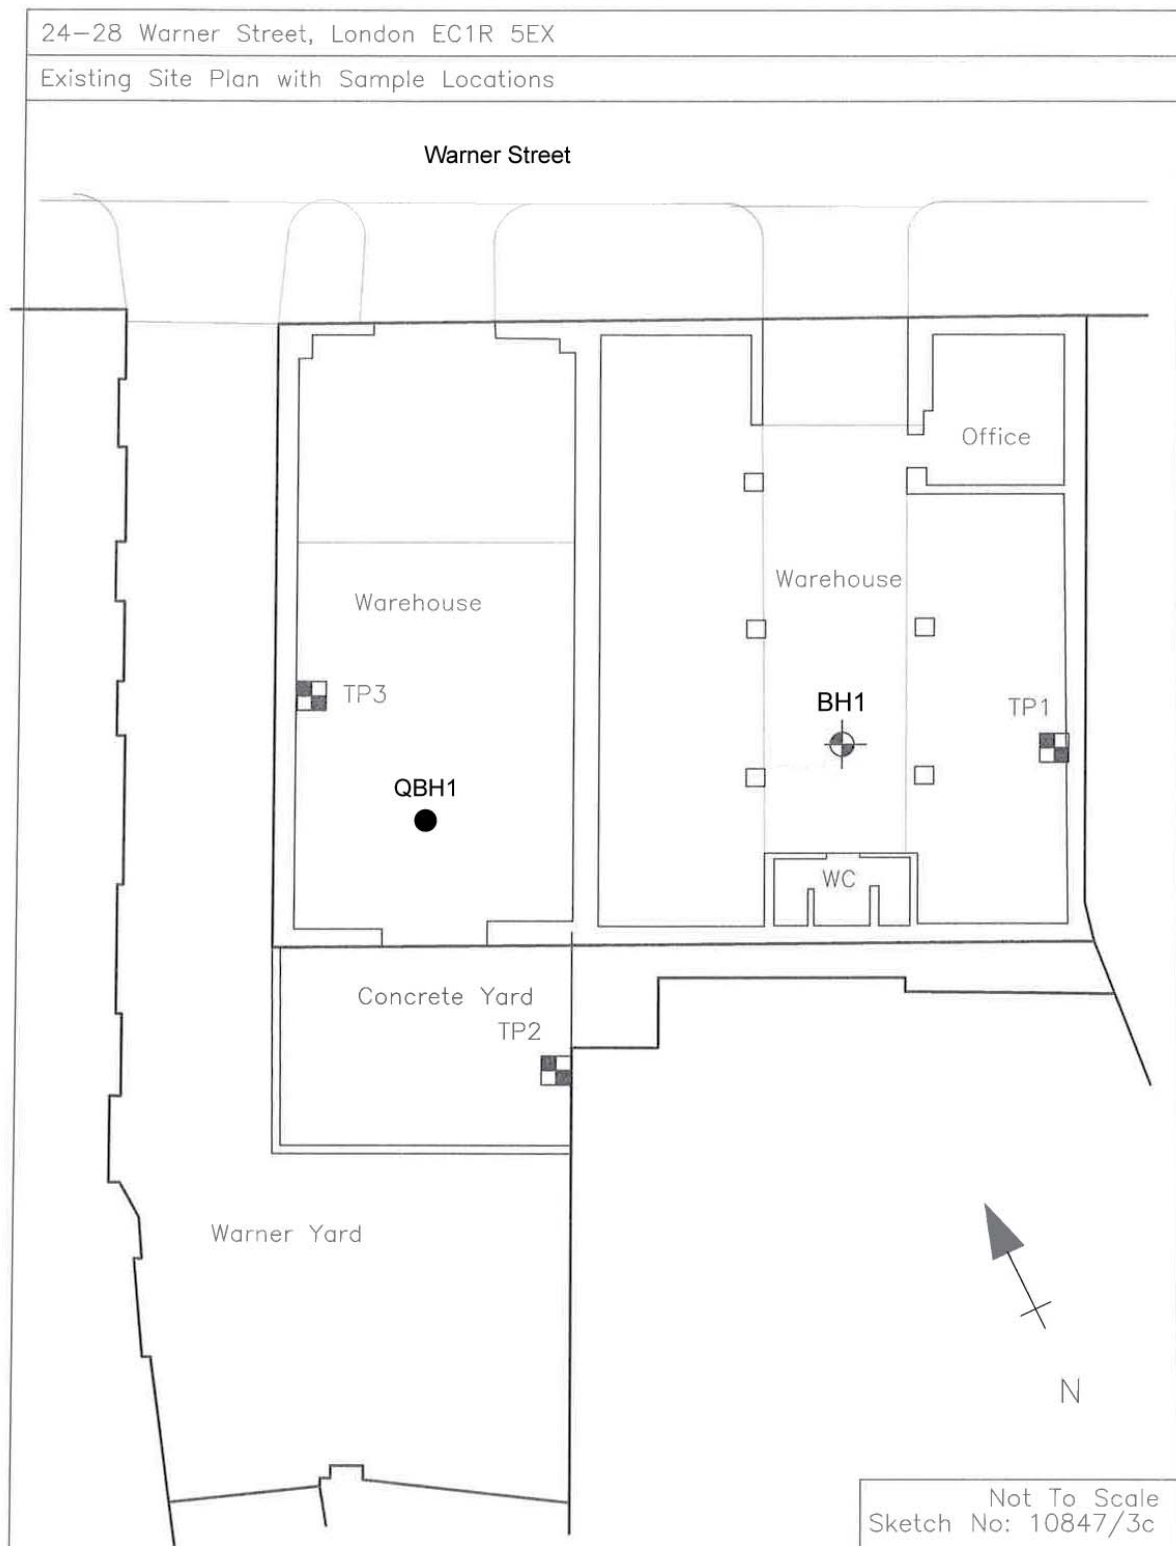 24-28 Warner Street, London EC1R 5EX
Existing Site Plan with Sample Locations
Warner Street
Office
Warehouse
Warehouse
TP3
BH1
TP1
QBH1
WC
Concrete Yard
TP2
Warner Yard
N
Not To Scale
Sketch No: 10847/3c